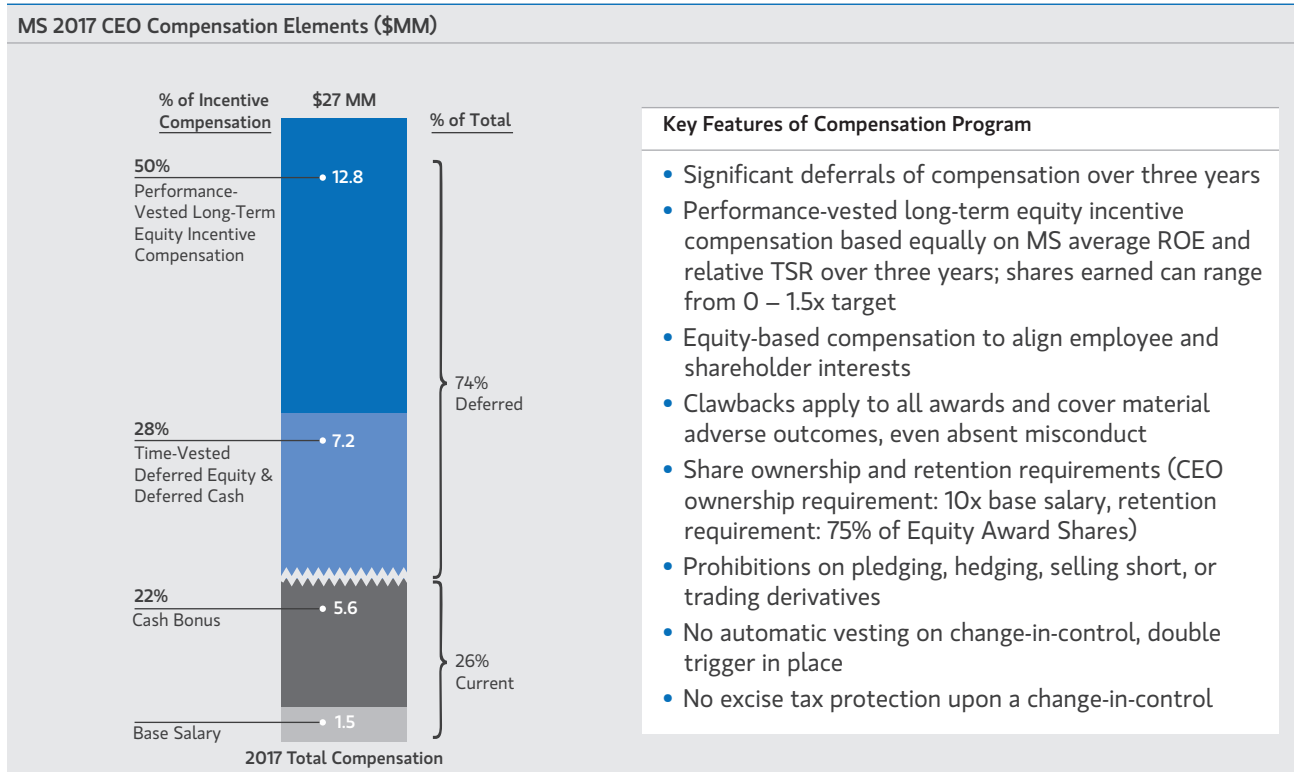 MS 2017 CEO Compensation Elements ($MM)
% of Incentive
Compensation
$27 MM
% of Total
50%
Performance-
Vested Long-Term
Equity Incentive
Compensation
12.8
28%
Time-Vested
Deferred Equity &
Deferred Cash
7.2
74%
Deferred
22%
Cash Bonus
5.6
26%
Current
Base Salary
1.5
2017 Total Compensation
Key Features of Compensation Program
• Significant deferrals of compensation over three years
• Performance-vested long-term equity incentive
compensation based equally on MS average ROE and
relative TSR over three years; shares earned can range
from 0 – 1.5x target
• Equity-based compensation to align employee and
shareholder interests
• Clawbacks apply to all awards and cover material
adverse outcomes, even absent misconduct
• Share ownership and retention requirements (CEO
ownership requirement: 10x base salary, retention
requirement: 75% of Equity Award Shares)
• Prohibitions on pledging, hedging, selling short, or
trading derivatives
• No automatic vesting on change-in-control, double
trigger in place
• No excise tax protection upon a change-in-control